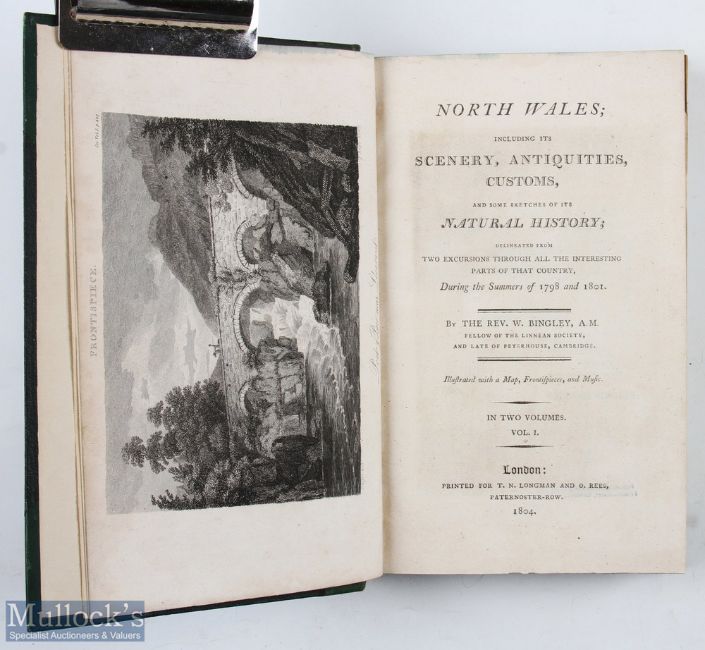 FRONTISPIECE.
NORTH WALES;
INCLUDING ITS
SCENERY, ANTIQUITIES,
CUSTOMS,
AND SOME SKETCHES OF ITS
NATURAL HISTORY;
DELINEATED FROM
TWO EXCURSIONS THROUGH ALL THE INTERESTING
PARTS OF THAT COUNTRY,
During the Summers of 1798 and 1801.
BY THE REV. W. BINGLEY, A.M.
FELLOW OF THE LINNEAN SOCIETY,
AND LATE OF PETERHOUSE, CAMBRIDGE.
Illustrated with a Map, Frontispieces, and Music.
IN TWO VOLUMES.
VOL. I.
London:
PRINTED FOR T. N. LONGMAN AND O. REES,
PATERNOSTER-ROW.
1804.
Mullock's
Specialist Auctioneers & Valuers